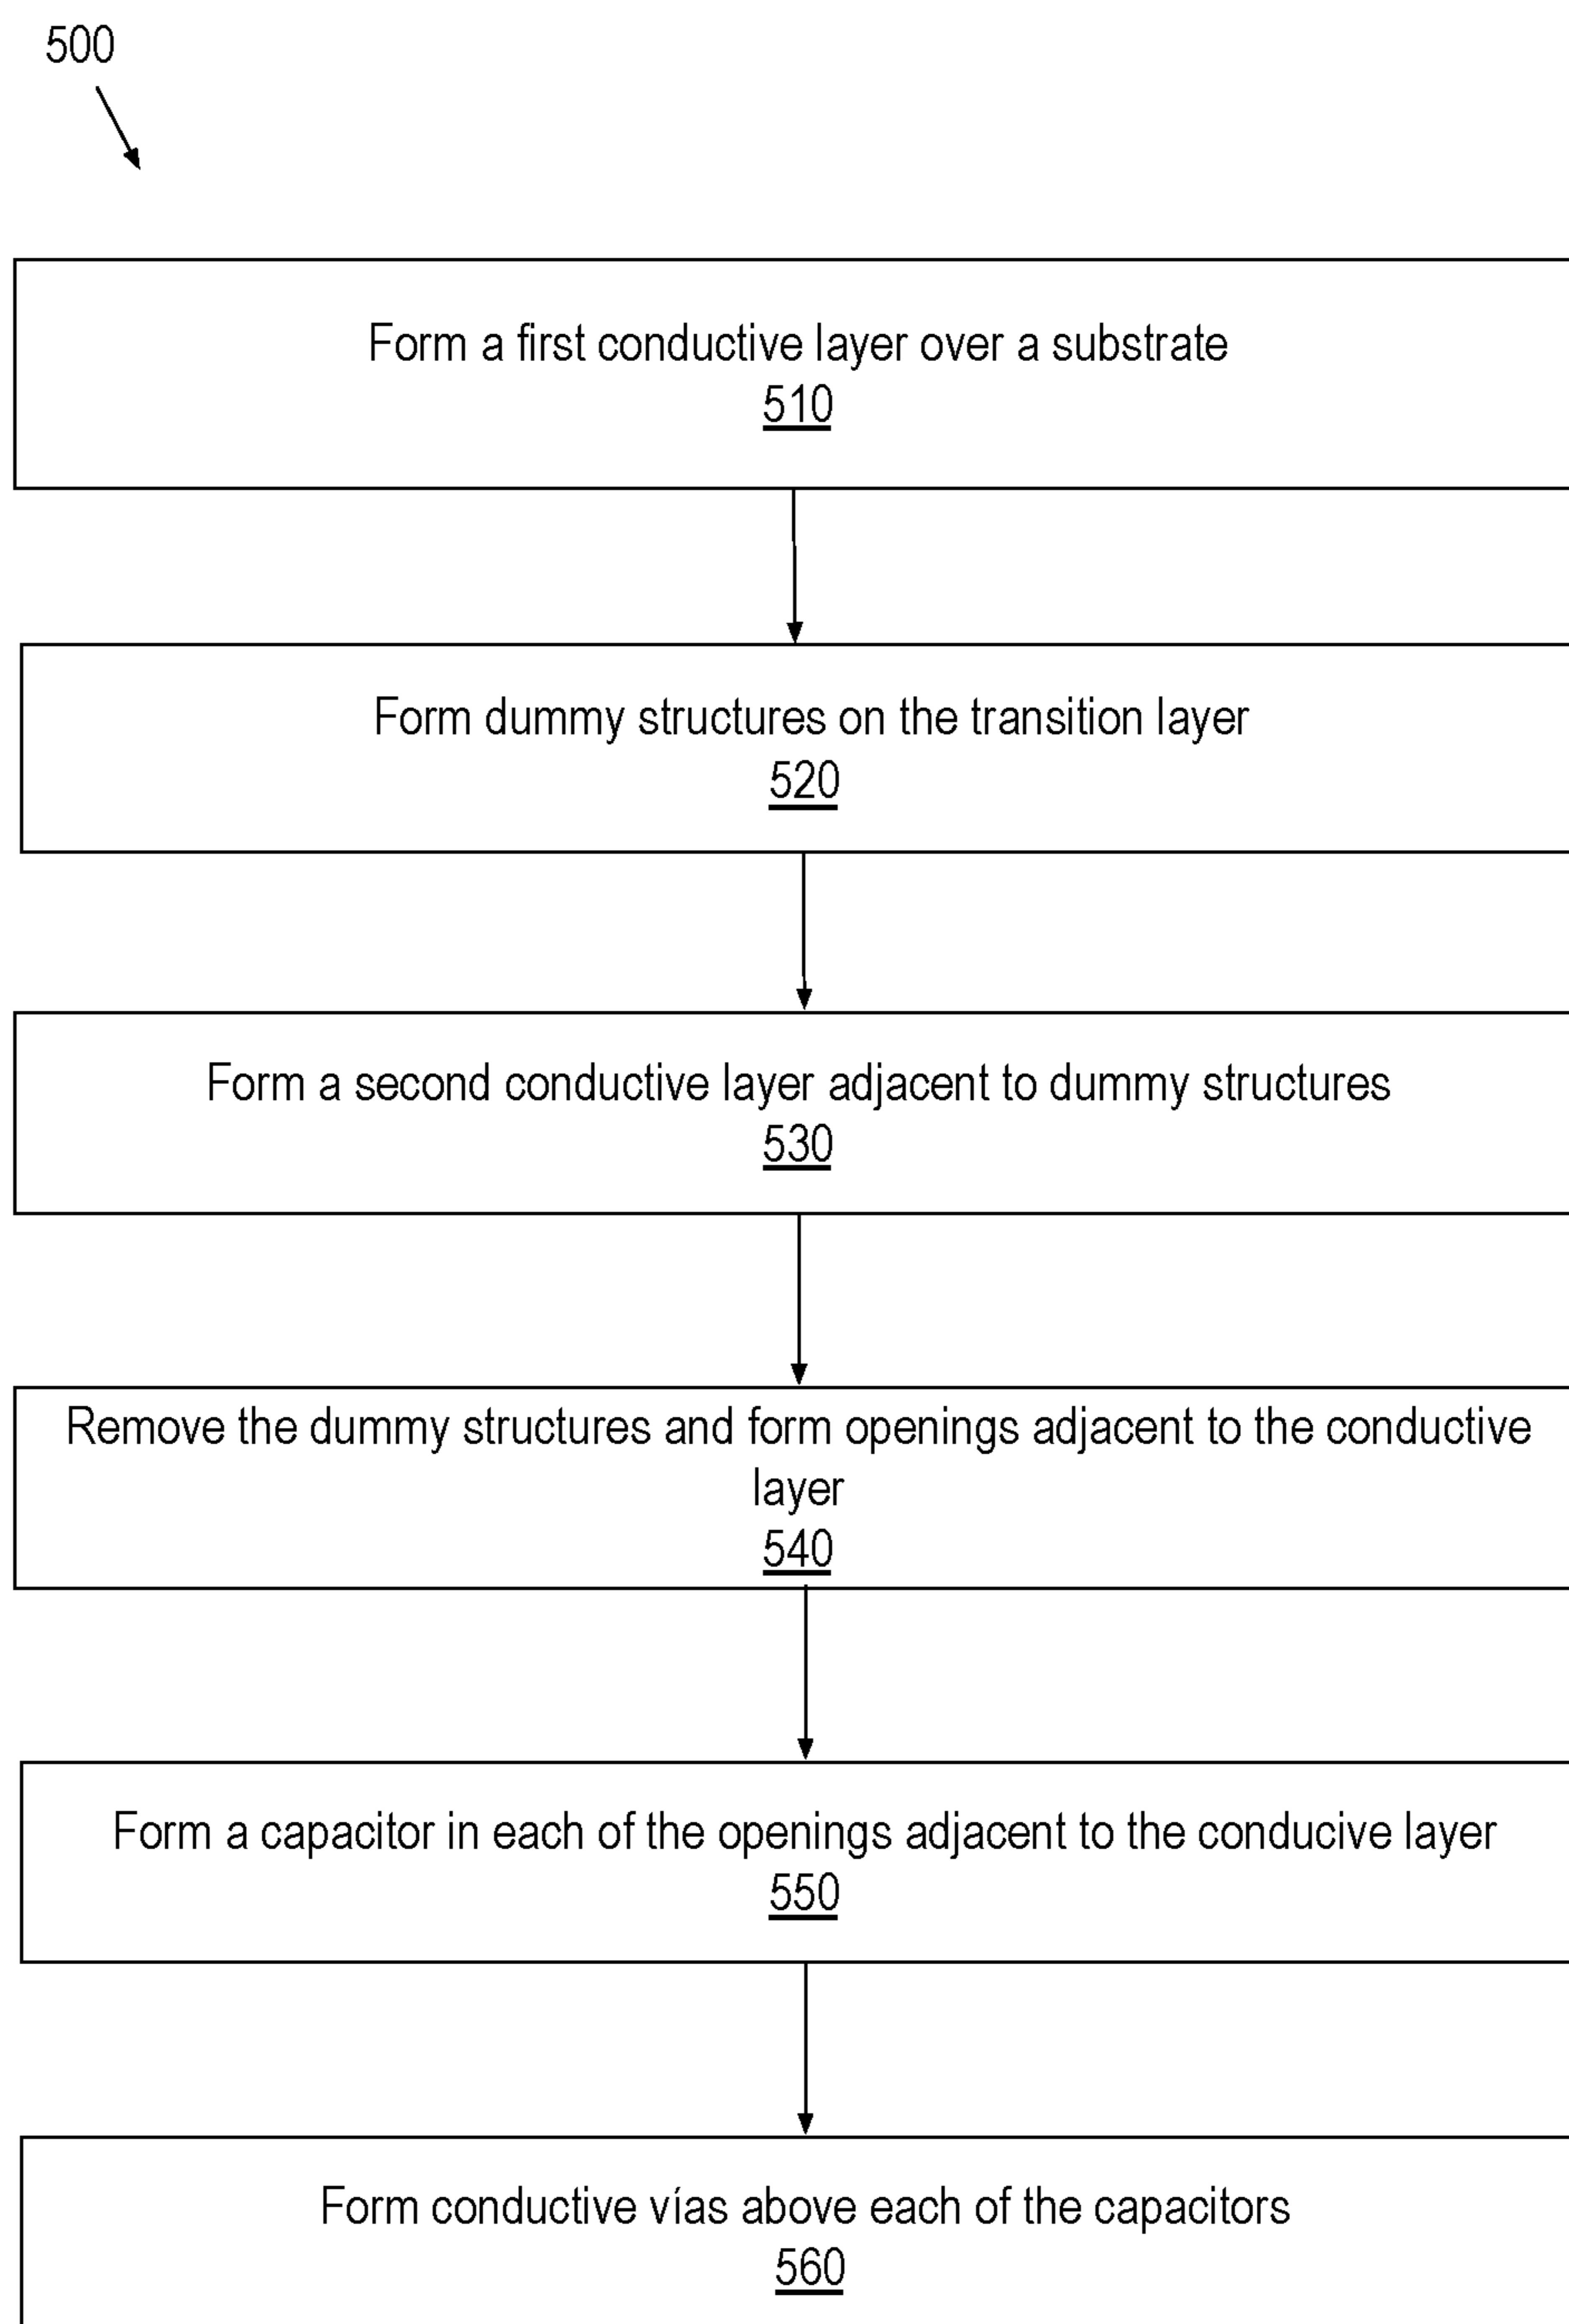 500
Form a first conductive layer over a substrate
510
Form dummy structures on the transition layer
520
Form a second conductive layer adjacent to dummy structures
530
Remove the dummy structures and form openings adjacent to the conductive
layer
540
Form a capacitor in each of the openings adjacent to the conducive layer
550
Form conductive vías above each of the capacitors
560